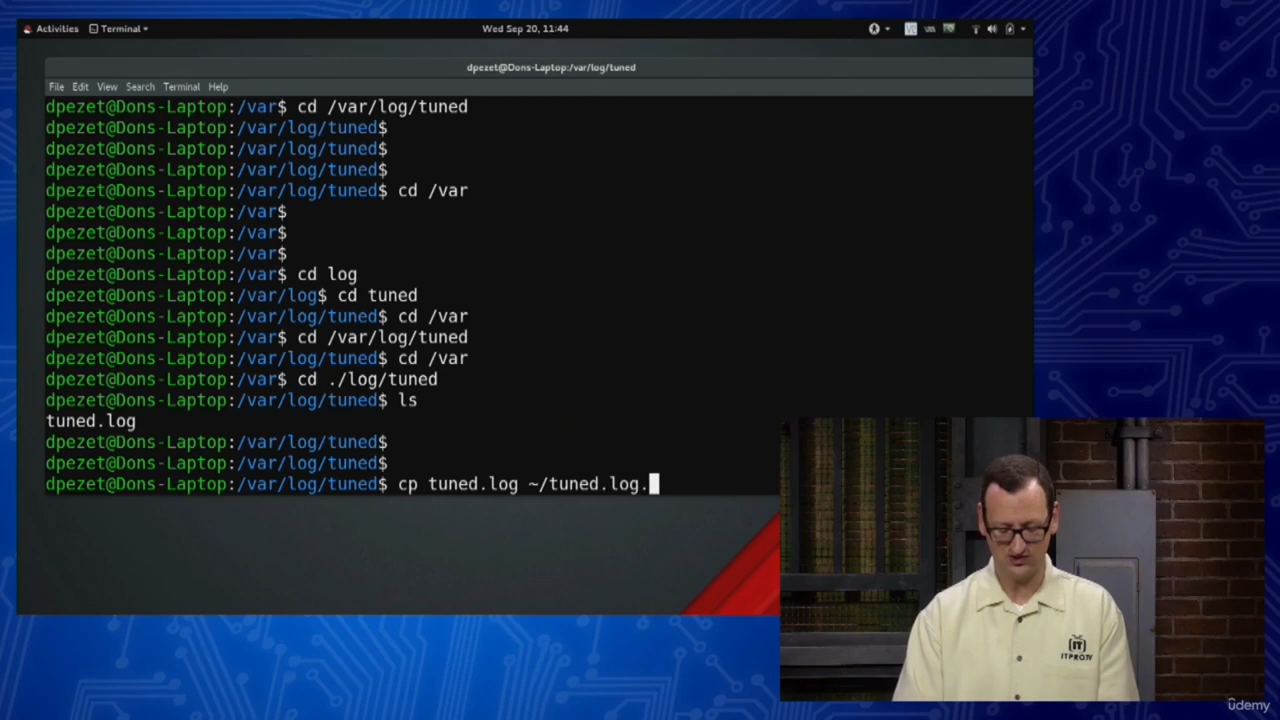 Activities Terminal Wed Sep 20, 11:44
dpezet@Dons-Laptop:/var/log/tuned
File Edit View Search Terminal Help
dpezet@Dons-Laptop:/var$ cd /var/log/tuned
dpezet@Dons-Laptop:/var/log/tuned$
dpezet@Dons-Laptop:/var/log/tuned$
dpezet@Dons-Laptop:/var/log/tuned$
dpezet@Dons-Laptop:/var/log/tuned$ cd /var
dpezet@Dons-Laptop:/var$
dpezet@Dons-Laptop:/var$
dpezet@Dons-Laptop:/var$
dpezet@Dons-Laptop:/var$ cd log
dpezet@Dons-Laptop:/var/log$ cd tuned
dpezet@Dons-Laptop:/var/log/tuned$ cd /var
dpezet@Dons-Laptop:/var$ cd /var/log/tuned
dpezet@Dons-Laptop:/var/log/tuned$ cd /var
dpezet@Dons-Laptop:/var$ cd ./log/tuned
dpezet@Dons-Laptop:/var/log/tuned$ ls
tuned.log
dpezet@Dons-Laptop:/var/log/tuned$
dpezet@Dons-Laptop:/var/log/tuned$
dpezet@Dons-Laptop:/var/log/tuned$ cp tuned.log ~/tuned.log.
IT
ITPROTV
udemy